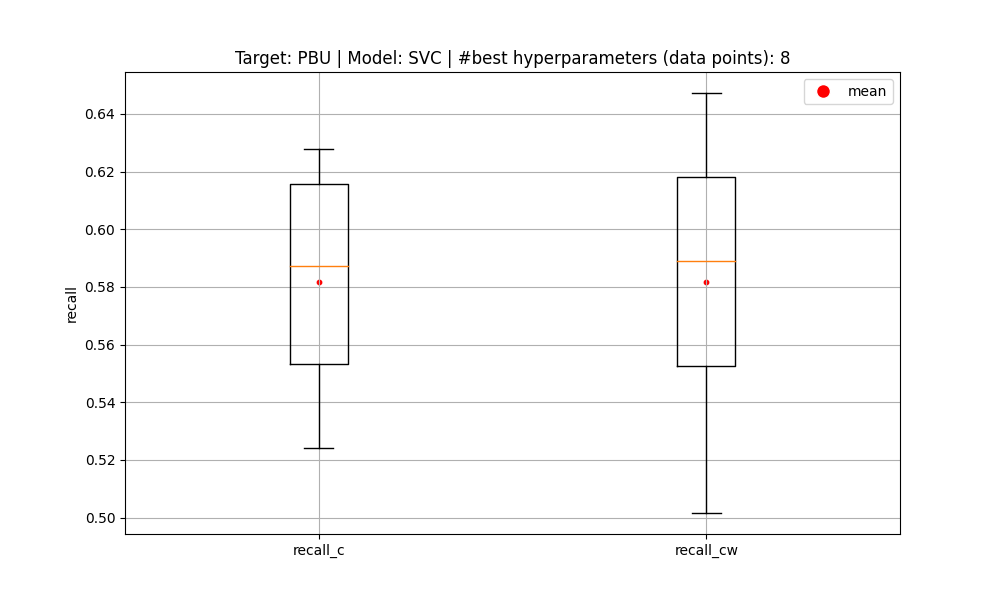 Target: PBU | Model: SVC | #best hyperparameters (data points): 8
mean
0.64
0.62
0.60
0.58
0.56
0.54
0.52
0.50
recall
recall_c
recall_cw